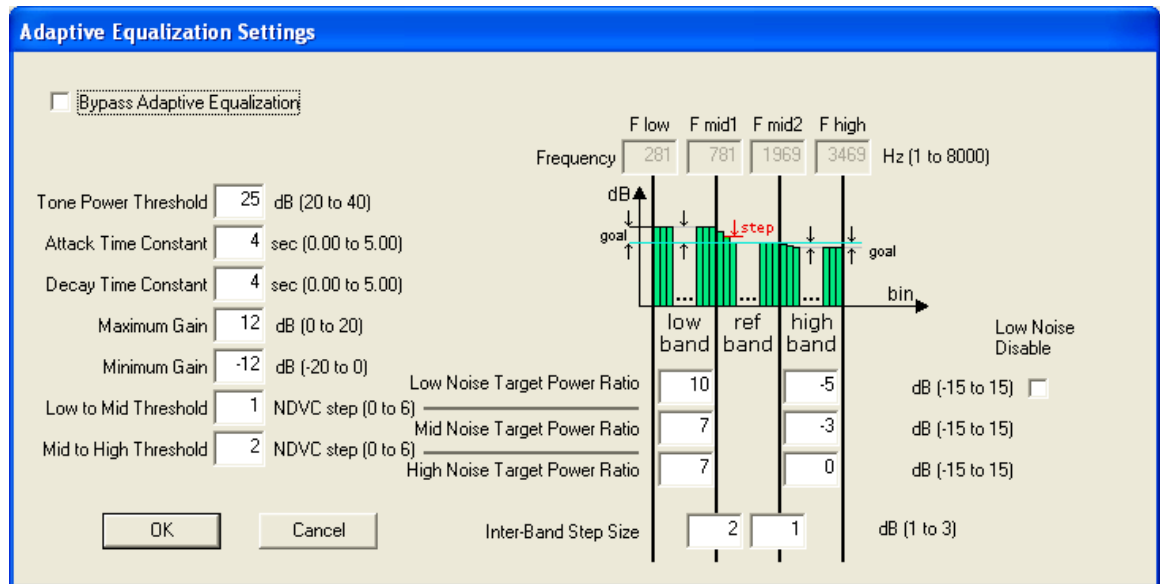 Adaptive Equalization Settings
Bypass Adaptive Equalization
F low F mid1 F mid2 F high
Frequency 281 781 1969 3469 Hz (1 to 8000)
Tone Power Threshold 25 dB (20 to 40)
Attack Time Constant 4 sec (0.00 to 5.00)
Decay Time Constant 4 sec (0.00 to 5.00)
Maximum Gain 12 dB (0 to 20)
Minimum Gain -12 dB (-20 to 0)
Low to Mid Threshold 1 NDVC step (0 to 6)
Mid to High Threshold 2 NDVC step (0 to 6)
dB
goal
step
goal
... ... ...
bin
low band
ref band
high band
Low Noise
Disable
Low Noise Target Power Ratio 10 -5 dB (-15 to 15)
Mid Noise Target Power Ratio 7 -3 dB (-15 to 15)
High Noise Target Power Ratio 7 0 dB (-15 to 15)
Inter-Band Step Size 2 1 dB (1 to 3)
OK Cancel